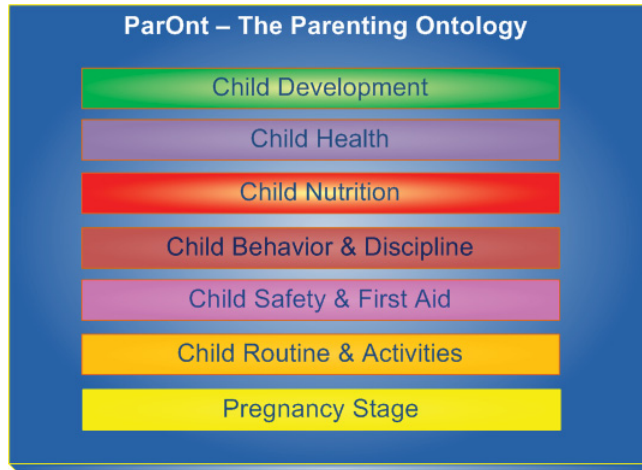 ParOnt – The Parenting Ontology
Child Development
Child Health
Child Nutrition
Child Behavior & Discipline
Child Safety & First Aid
Child Routine & Activities
Pregnancy Stage